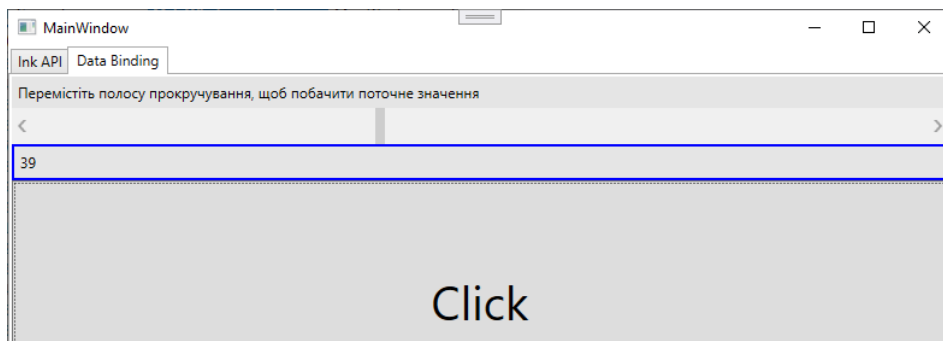 MainWindow
Ink API Data Binding
Перемістіть полосу прокручування, щоб побачити поточне значення
39
Click